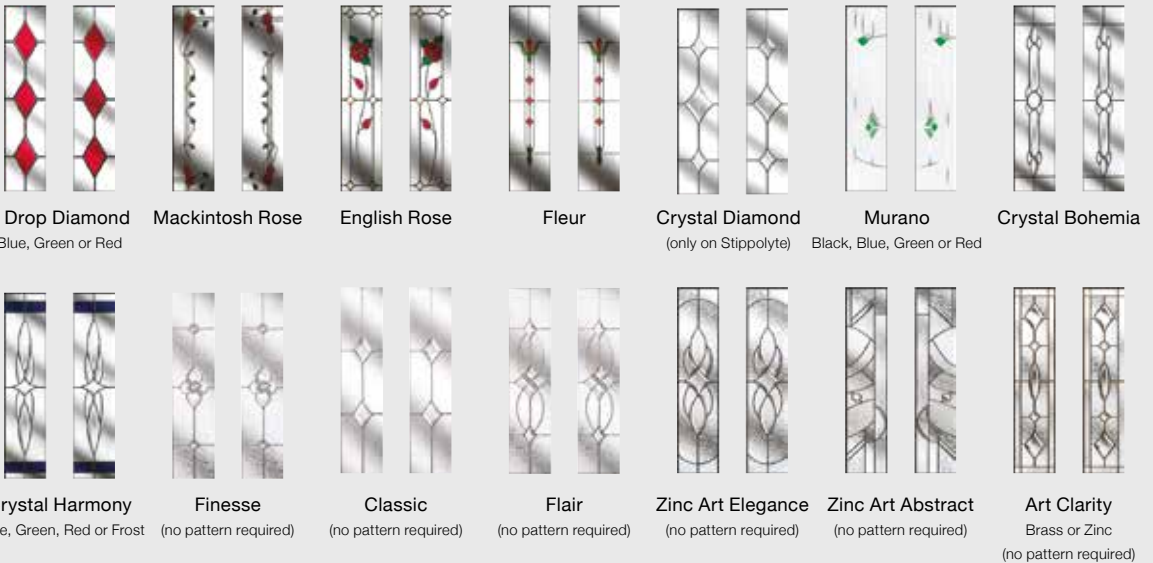 Drop Diamond
Blue, Green or Red
Mackintosh Rose
English Rose
Fleur
Crystal Diamond
(only on Stippolyte)
Murano
Black, Blue, Green or Red
Crystal Bohemia
Crystal Harmony
Green, Red or Frost
Finesse
(no pattern required)
Classic
(no pattern required)
Flair
(no pattern required)
Zinc Art Elegance
(no pattern required)
Zinc Art Abstract
(no pattern required)
Art Clarity
Brass or Zinc
(no pattern required)